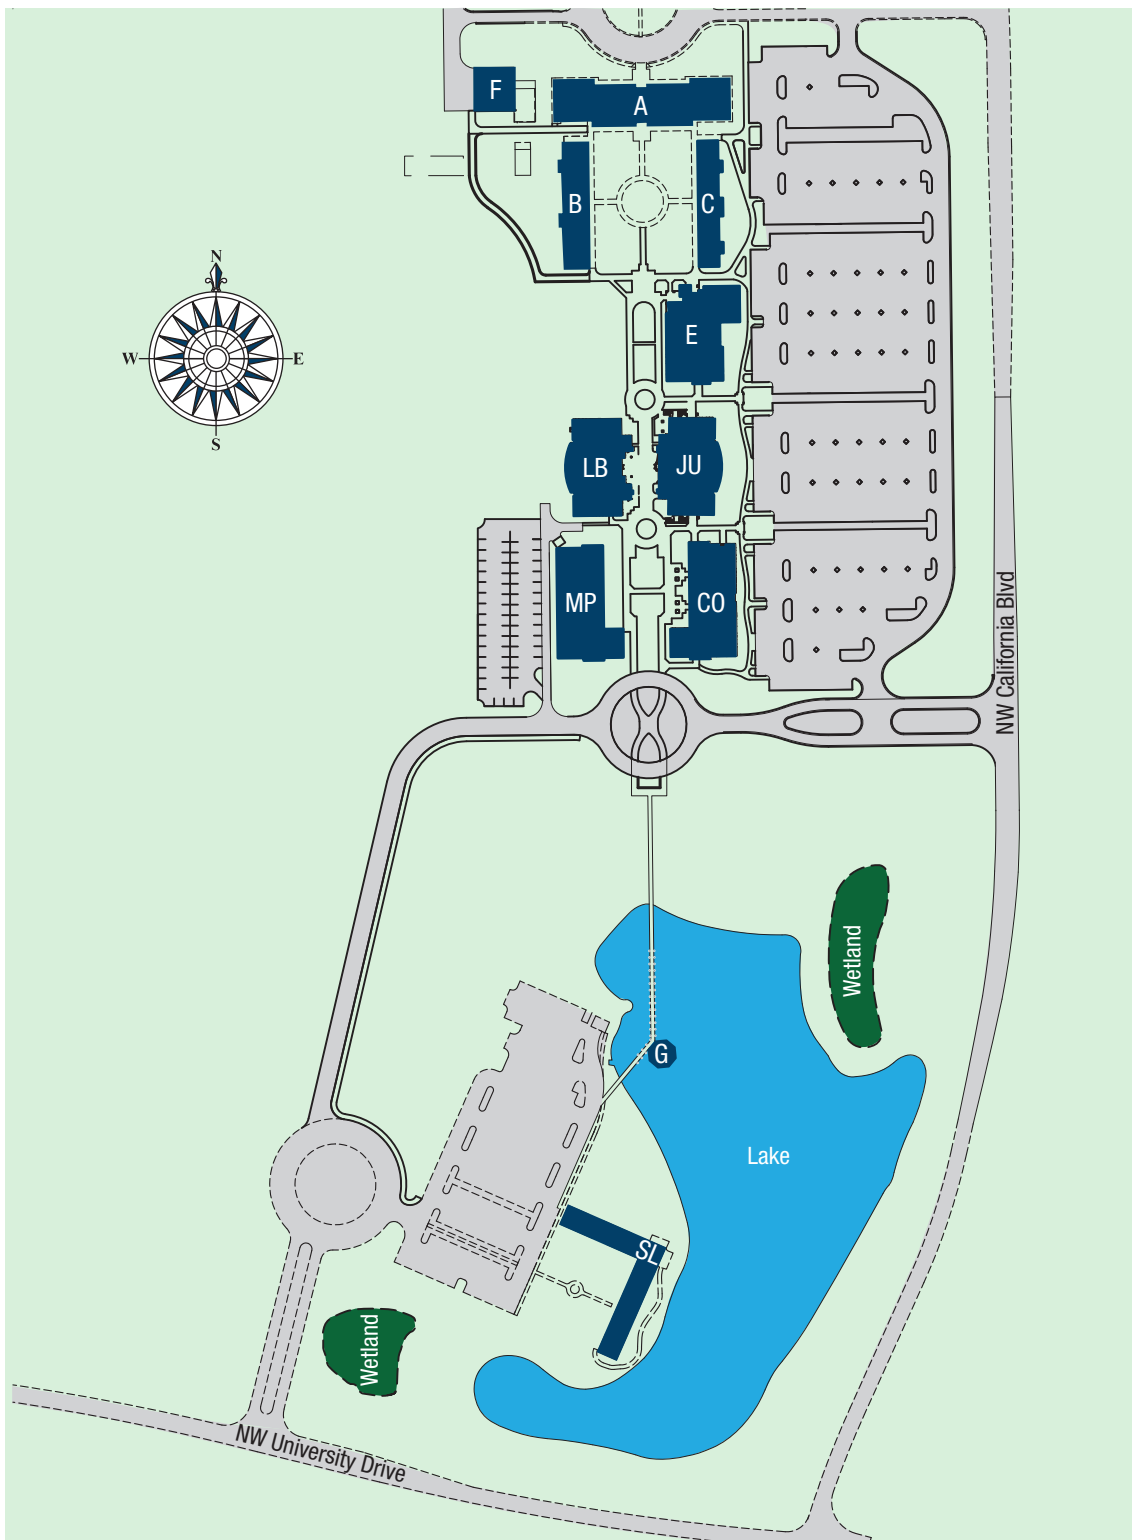 F
A
B
C
N
W
E
S
E
LB
JU
MP
CO
NW California Blvd
Wetland
G
Lake
SL
Wetland
NW University Drive